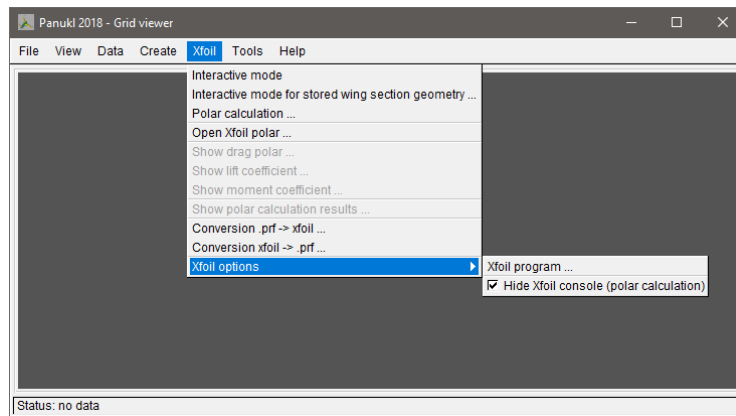 Panukl 2018 - Grid viewer
File View Data Create Xfoil Tools Help
Interactive mode
Interactive mode for stored wing section geometry ...
Polar calculation ...
Open Xfoil polar ...
Show drag polar ...
Show lift coefficient ...
Show moment coefficient ...
Show polar calculation results ...
Conversion .prf -> xfoil ...
Conversion xfoil -> .prf ...
Xfoil options
Xfoil program ...
Hide Xfoil console (polar calculation)
Status: no data